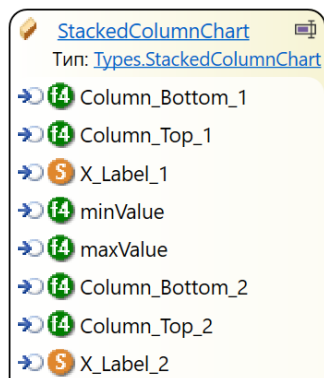 StackedColumnChart
Тип: Types.StackedColumnChart
f4 Column_Bottom_1
f4 Column_Top_1
S X_Label_1
f4 minValue
f4 maxValue
f4 Column_Bottom_2
f4 Column_Top_2
S X_Label_2